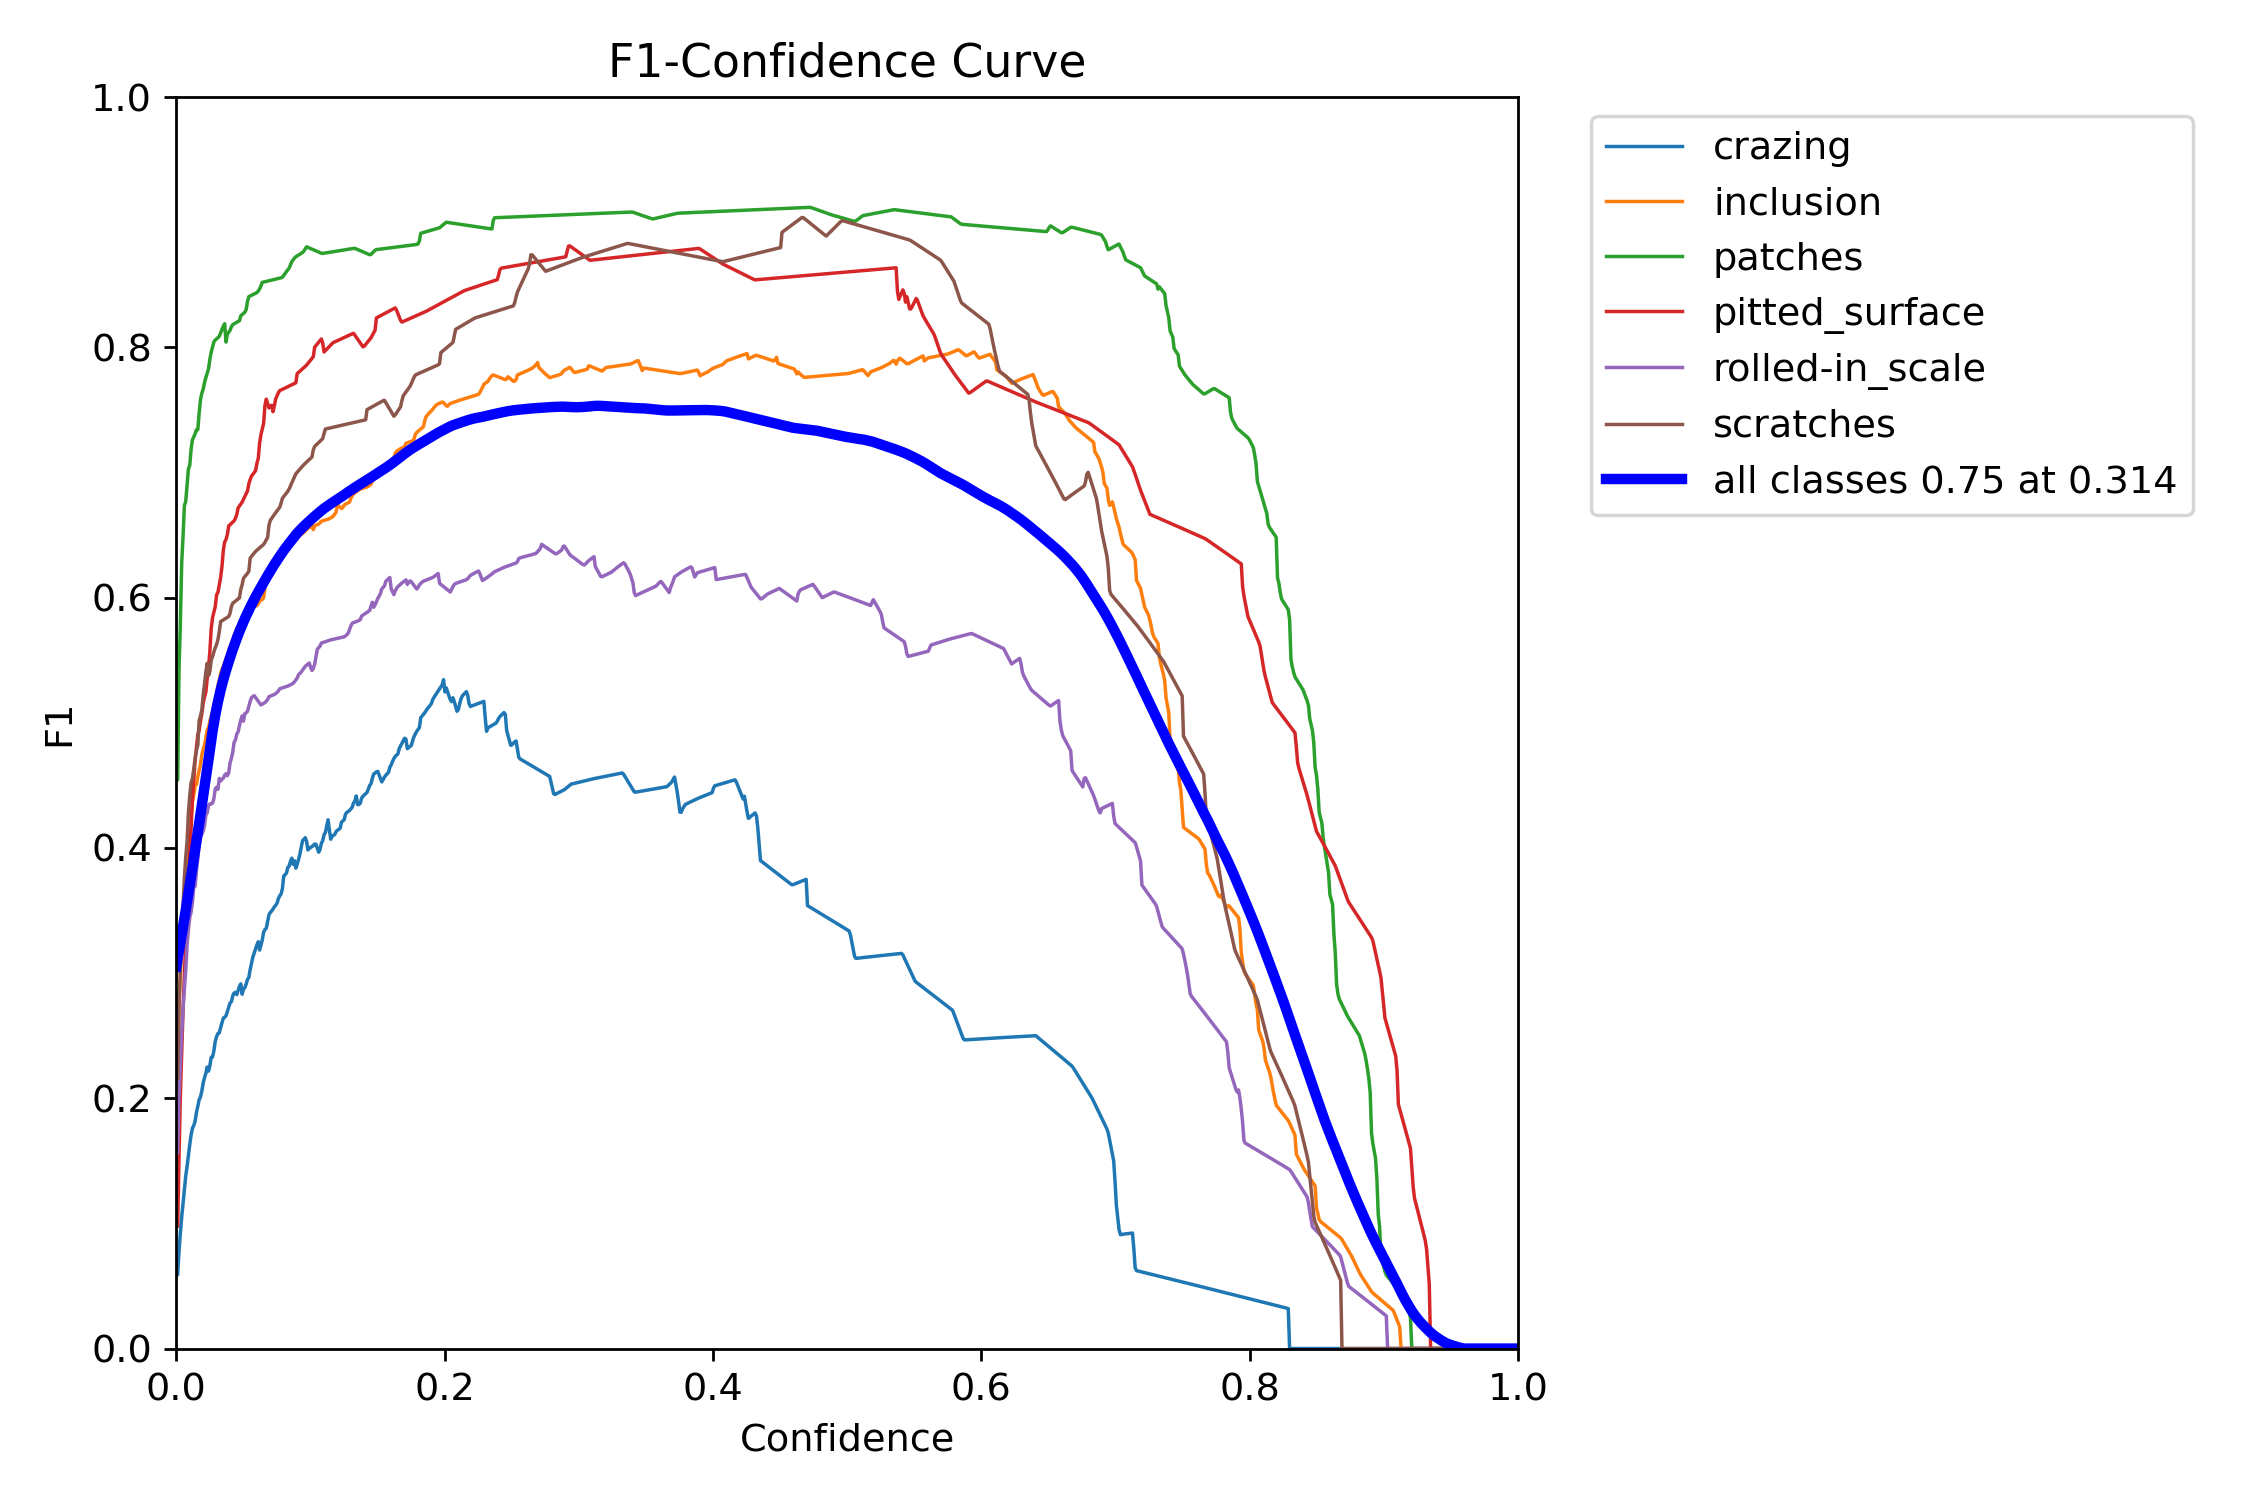 F1-Confidence Curve
1.0
0.8
0.6
0.4
0.2
0.0
F1
0.0 0.2 0.4 0.6 0.8 1.0
Confidence
crazing
inclusion
patches
pitted_surface
rolled-in_scale
scratches
all classes 0.75 at 0.314